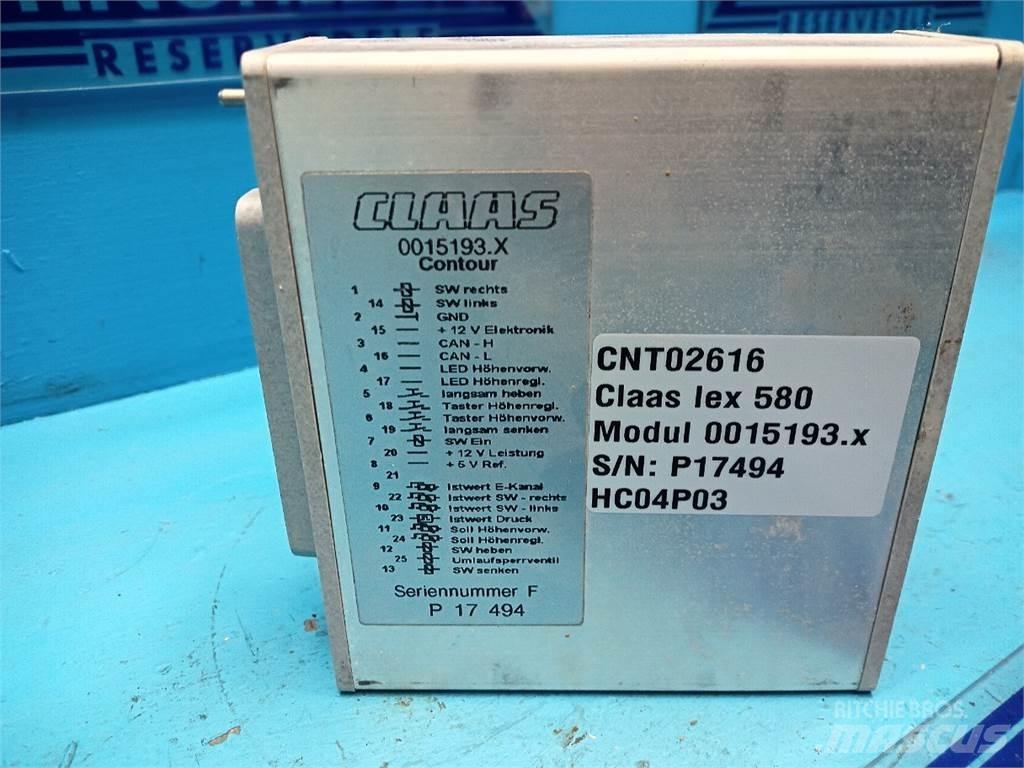 RESERVEDELE
CLAAS
0015193.X
Contour
1 SW rechts
14 SW links
2 GND
15 + 12 V Elektronik
3 CAN - H
16 CAN - L
4 LED Höhenvorw.
17 LED Höhenregl.
5 langsam heben
18 Taster Höhenregl.
6 Taster Höhenvorw.
19 langsam senken
7 SW Ein
20 + 12 V Leistung
8 + 5 V Ref.
21
9 Istwert E-Kanal
22 Istwert SW - rechts
10 Istwert SW - links
23 Istwert Druck
11 Soll Höhenvorw.
24 Soll Höhenregl.
12 SW heben
25 Umlaufsperrventil
13 SW senken
Seriennummer F
P 17 494
CNT02616
Claas lex 580
Modul 0015193.x
S/N: P17494
HC04P03
RITCHIE BROS.
MASCUS